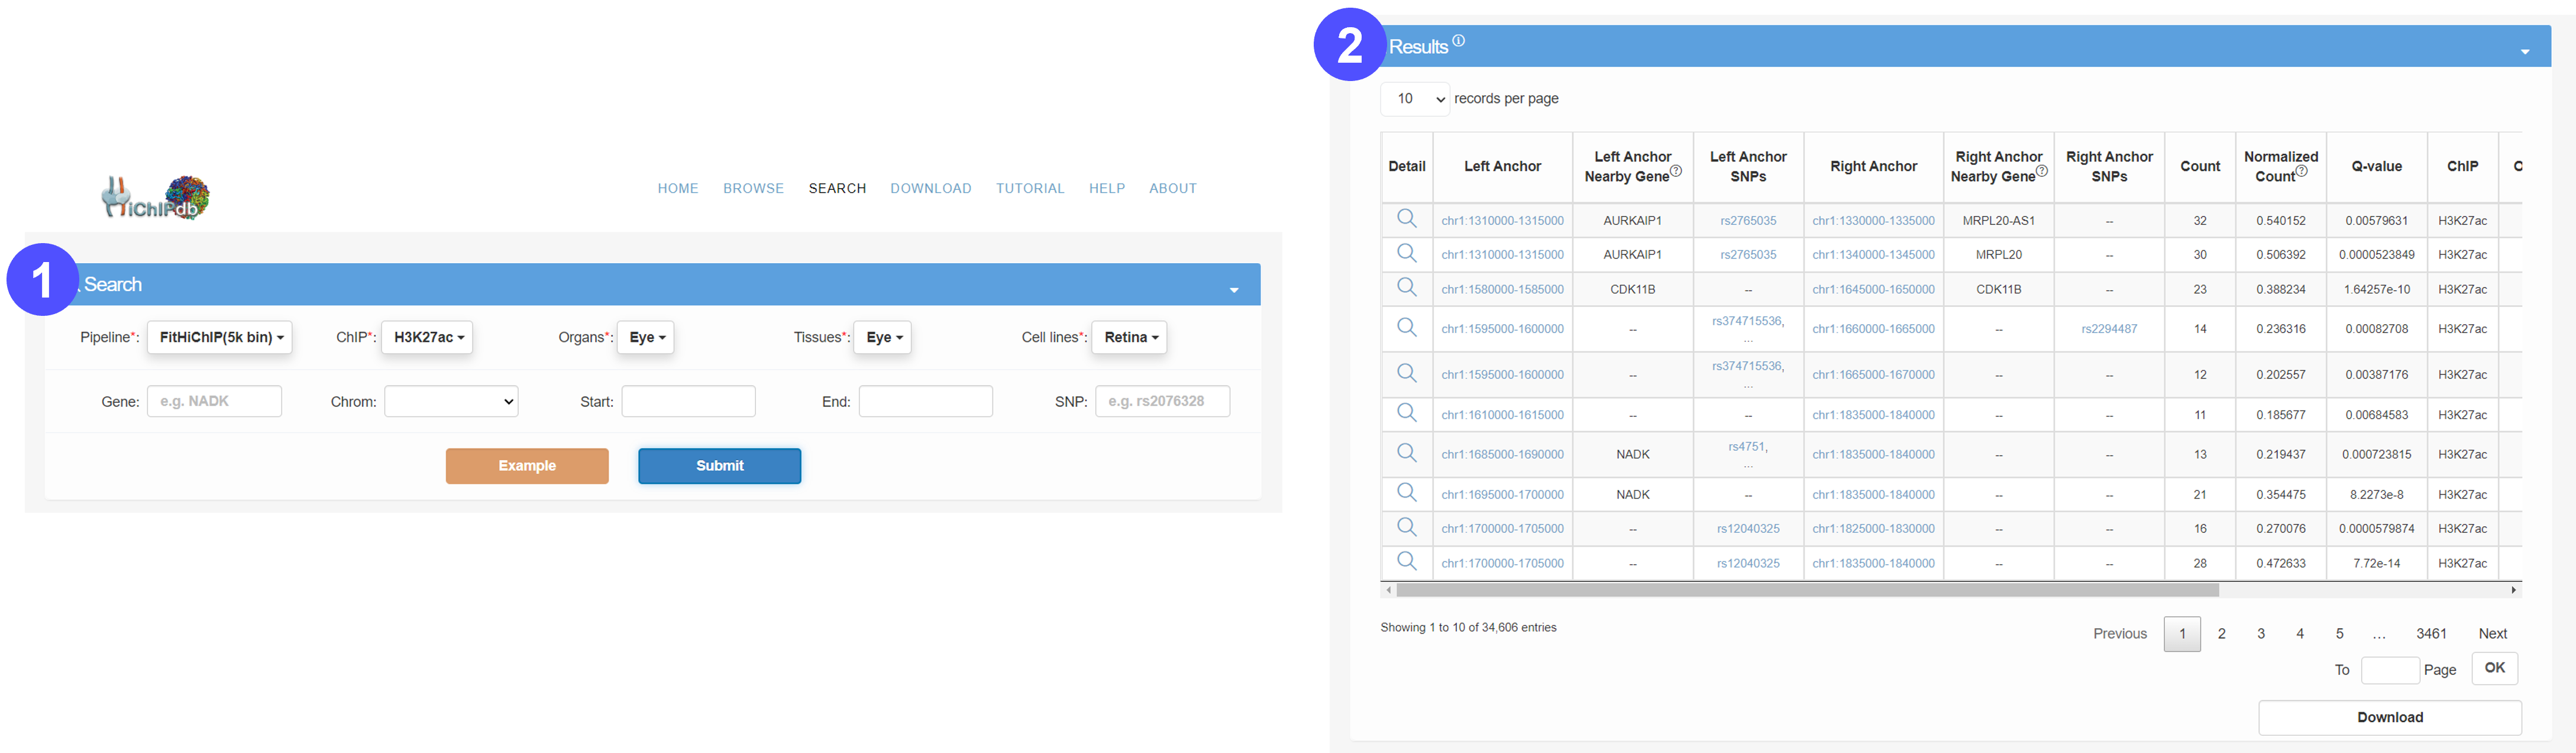 HiChIPdb
HOME BROWSE SEARCH DOWNLOAD TUTORIAL HELP ABOUT
1
Search
Pipeline*: FitHiChIP(5k bin) ChIP*: H3K27ac Organs*: Eye Tissues*: Eye Cell lines*: Retina
Gene: e.g. NADK Chrom: Start: End: SNP: e.g. rs2076328
Example Submit
2
Results
10 records per page
Detail Left Anchor Left Anchor Nearby Gene Left Anchor SNPs Right Anchor Right Anchor Nearby Gene Right Anchor SNPs Count Normalized Count Q-value ChIP
chr1:1310000-1315000 AURKAIP1 rs2765035 chr1:1330000-1335000 MRPL20-AS1 -- 32 0.540152 0.00579631 H3K27ac
chr1:1310000-1315000 AURKAIP1 rs2765035 chr1:1340000-1345000 MRPL20 -- 30 0.506392 0.0000523849 H3K27ac
chr1:1580000-1585000 CDK11B -- chr1:1645000-1650000 CDK11B -- 23 0.388234 1.64257e-10 H3K27ac
chr1:1595000-1600000 -- rs374715536, ... chr1:1660000-1665000 -- rs2294487 14 0.236316 0.00082708 H3K27ac
chr1:1595000-1600000 -- rs374715536, ... chr1:1665000-1670000 -- -- 12 0.202557 0.00387176 H3K27ac
chr1:1610000-1615000 -- -- chr1:1835000-1840000 -- -- 11 0.185677 0.00684583 H3K27ac
chr1:1685000-1690000 NADK rs4751, ... chr1:1835000-1840000 -- -- 13 0.219437 0.000723815 H3K27ac
chr1:1695000-1700000 NADK -- chr1:1835000-1840000 -- -- 21 0.354475 8.2273e-8 H3K27ac
chr1:1700000-1705000 -- rs12040325 chr1:1825000-1830000 -- -- 16 0.270076 0.0000579874 H3K27ac
chr1:1700000-1705000 -- rs12040325 chr1:1835000-1840000 -- -- 28 0.472633 7.72e-14 H3K27ac
Showing 1 to 10 of 34,606 entries
Previous 1 2 3 4 5 ... 3461 Next
To Page OK
Download